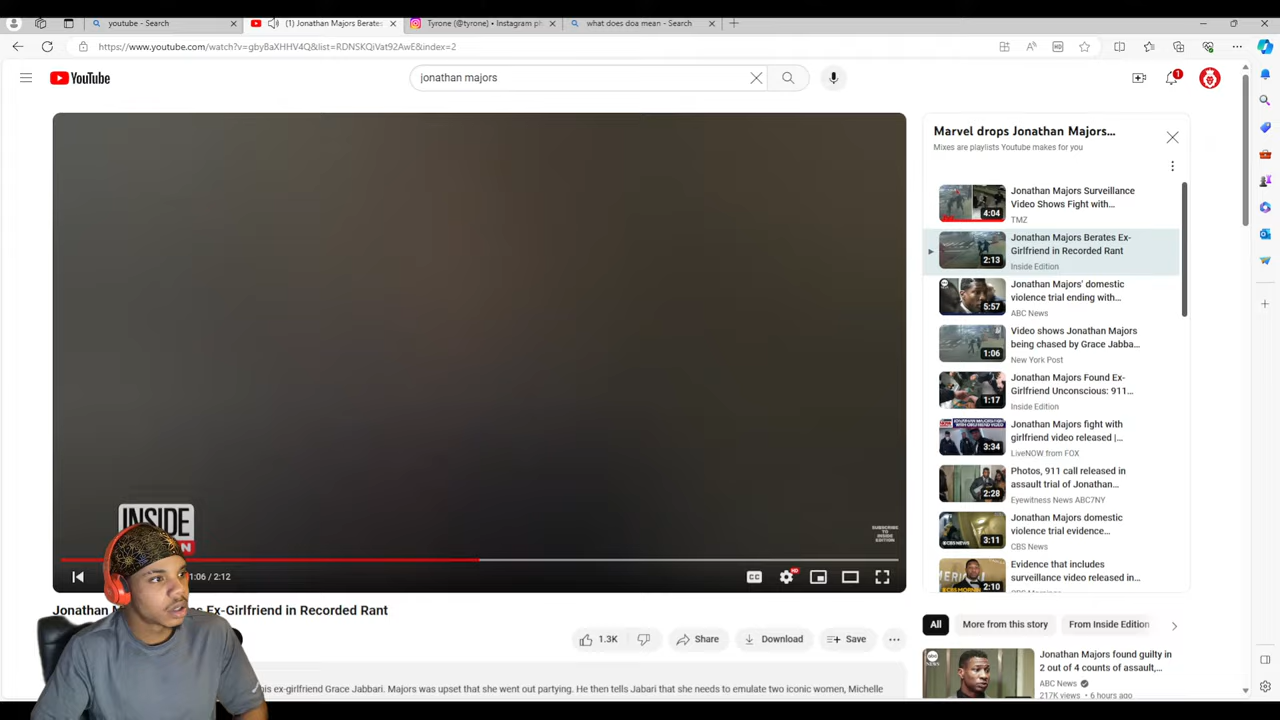 youtube - Search
(1) Jonathan Majors Berates
Tyrone (@tyrone) • Instagram ph
what does doa mean - Search
https://www.youtube.com/watch?v=gby8aXHHV4Q&list=RDNSKQiVat92AwE&index=2
YouTube
jonathan majors
1
INSIDE
SUBSCRIBE
TO INSIDE
EDITION
1:06 / 2:12
CC
HD
Jonathan
Ex-Girlfriend in Recorded Rant
1.3K
Share
Download
Save
his ex-girlfriend Grace Jabbari. Majors was upset that she went out partying. He then tells Jabari that she needs to emulate two iconic women, Michelle
Marvel drops Jonathan Majors...
Mixes are playlists Youtube makes for you
4:04
Jonathan Majors Surveillance
Video Shows Fight with...
TMZ
2:13
Jonathan Majors Berates Ex-
Girlfriend in Recorded Rant
Inside Edition
5:57
Jonathan Majors' domestic
violence trial ending with...
ABC News
1:06
Video shows Jonathan Majors
being chased by Grace Jabba...
New York Post
1:17
Jonathan Majors Found Ex-
Girlfriend Unconscious: 911...
Inside Edition
3:34
Jonathan Majors fight with
girlfriend video released |...
LiveNOW from FOX
2:28
Photos, 911 call released in
assault trial of Jonathan...
Eyewitness News ABC7NY
3:11
Jonathan Majors domestic
violence trial evidence...
CBS News
2:10
Evidence that includes
surveillance video released in...
All
More from this story
From Inside Edition
Jonathan Majors found guilty in
2 out of 4 counts of assault,...
ABC News
217K views • 6 hours ago